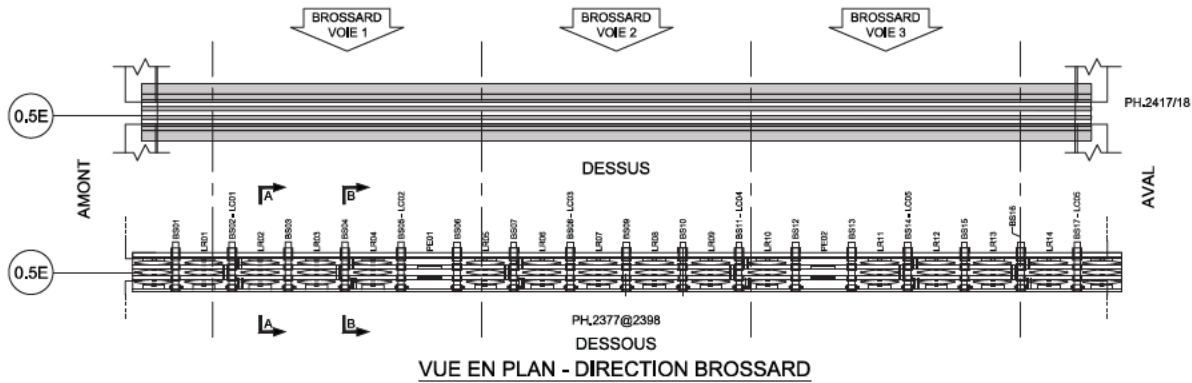 BROSSARD
VOIE 1
BROSSARD
VOIE 2
BROSSARD
VOIE 3
0.5E
PH.2417/18
AMONT
DESSUS
AVAL
A
B
BS01
LR01
BS02 - LC01
LR02
BS03
LR03
BS04
LR04
BS05 - LC02
PE01
BS06
LR05
BS07
LR06
BS08 - LC03
LR07
BS09
LR08
BS10
LR09
BS11 - LC04
LR10
BS12
PE02
BS13
LR11
BS14 - LC05
LR12
BS15
LR13
BS16
LR14
BS17 - LC05
0.5E
A
B
PH.2377@2398
DESSOUS
VUE EN PLAN - DIRECTION BROSSARD